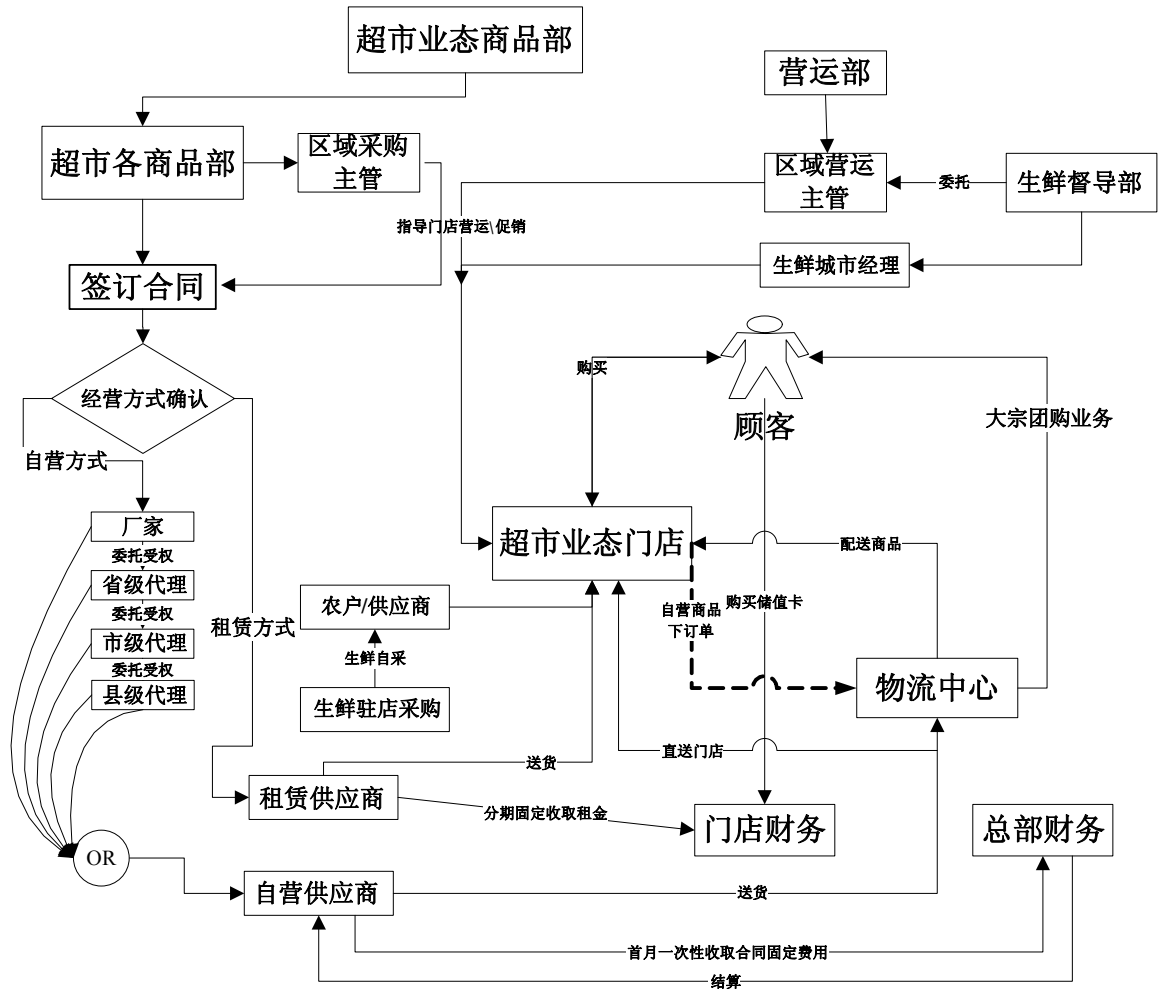 超市业态商品部
营运部
超市各商品部
区域采购
主管
区域营运
主管
委托
生鲜督导部
指导门店营运\促销
生鲜城市经理
签订合同
经营方式确认
购买
顾客
大宗团购业务
自营方式
厂家
委托受权
省级代理
委托受权
市级代理
委托受权
县级代理
租赁方式
超市业态门店
配送商品
农户/供应商
自营商品
下订单
购买储值卡
生鲜自采
生鲜驻店采购
物流中心
直送门店
送货
租赁供应商
分期固定收取租金
门店财务
总部财务
OR
自营供应商
送货
首月一次性收取合同固定费用
结算